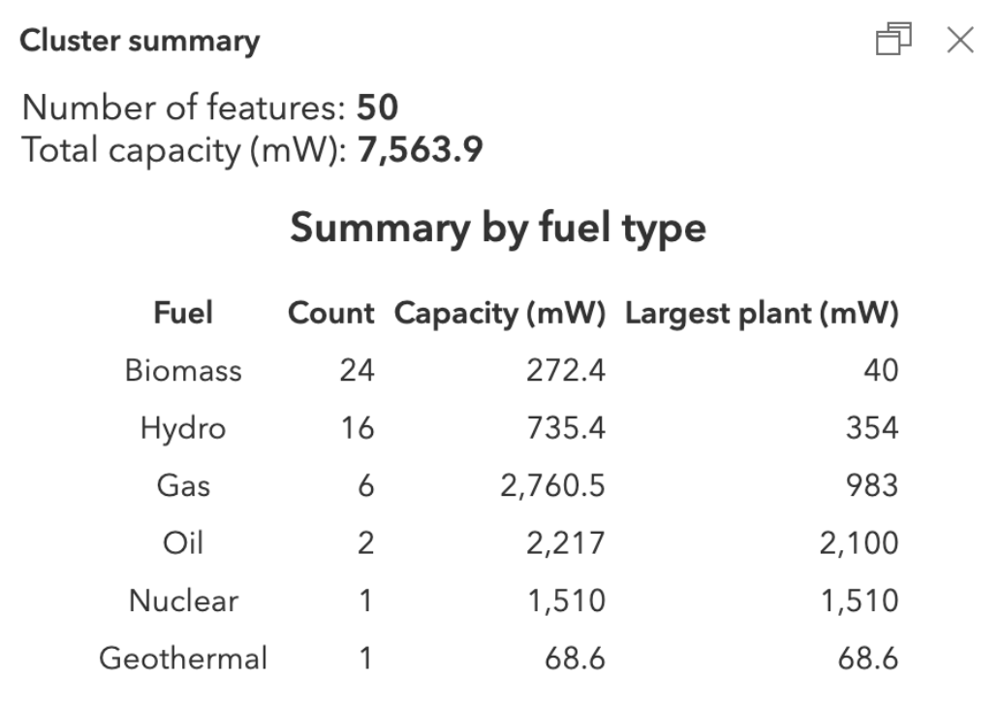 Cluster summary
Number of features: 50
Total capacity (mW): 7,563.9
Summary by fuel type
Fuel Count Capacity (mW) Largest plant (mW)
Biomass 24 272.4 40
Hydro 16 735.4 354
Gas 6 2,760.5 983
Oil 2 2,217 2,100
Nuclear 1 1,510 1,510
Geothermal 1 68.6 68.6